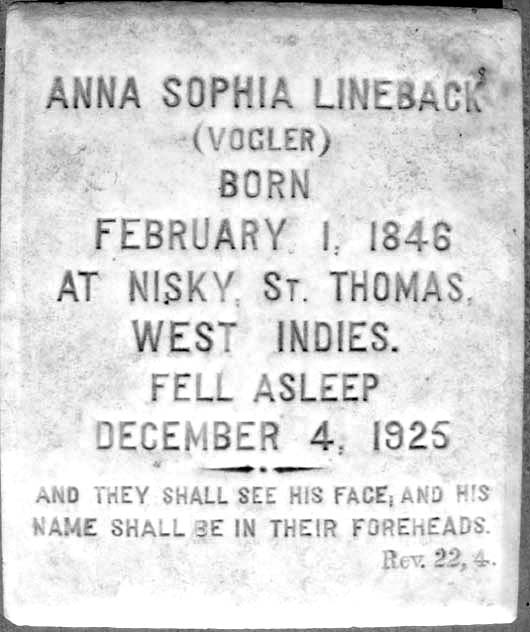 ANNA SOPHIA LINEBACK
(VOGLER)
BORN
FEBRUARY 1, 1846
AT NISKY, ST. THOMAS,
WEST INDIES.
FELL ASLEEP
DECEMBER 4, 1925
AND THEY SHALL SEE HIS FACE; AND HIS
NAME SHALL BE IN THEIR FOREHEADS.
Rev. 22, 4.